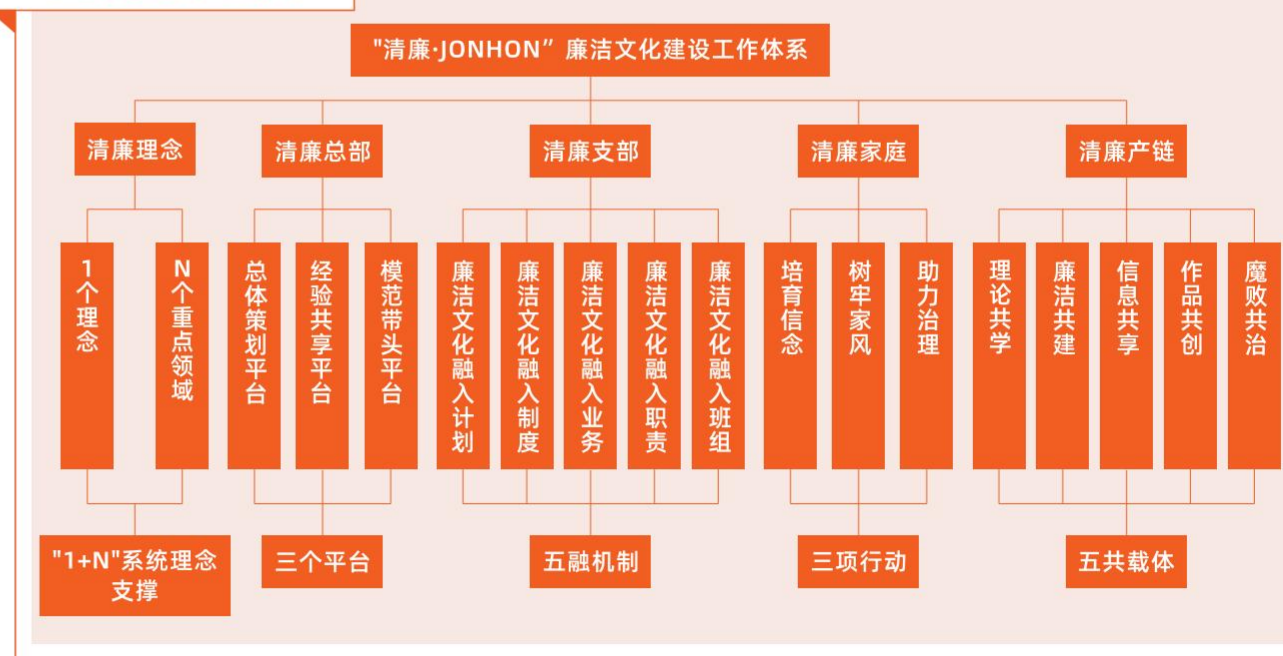 "清廉·JONHON”廉洁文化建设工作体系
清廉理念
清廉总部
清廉支部
清廉家庭
清廉产链
1个理念
N个重点领域
总体策划平台
经验共享平台
模范带头平台
廉洁文化融入计划
廉洁文化融入制度
廉洁文化融入业务
廉洁文化融入职责
廉洁文化融入班组
培育信念
树牢家风
助力治理
理论共学
廉洁共建
信息共享
作品共创
魔败共治
"1+N"系统理念
支撑
三个平台
五融机制
三项行动
五共载体